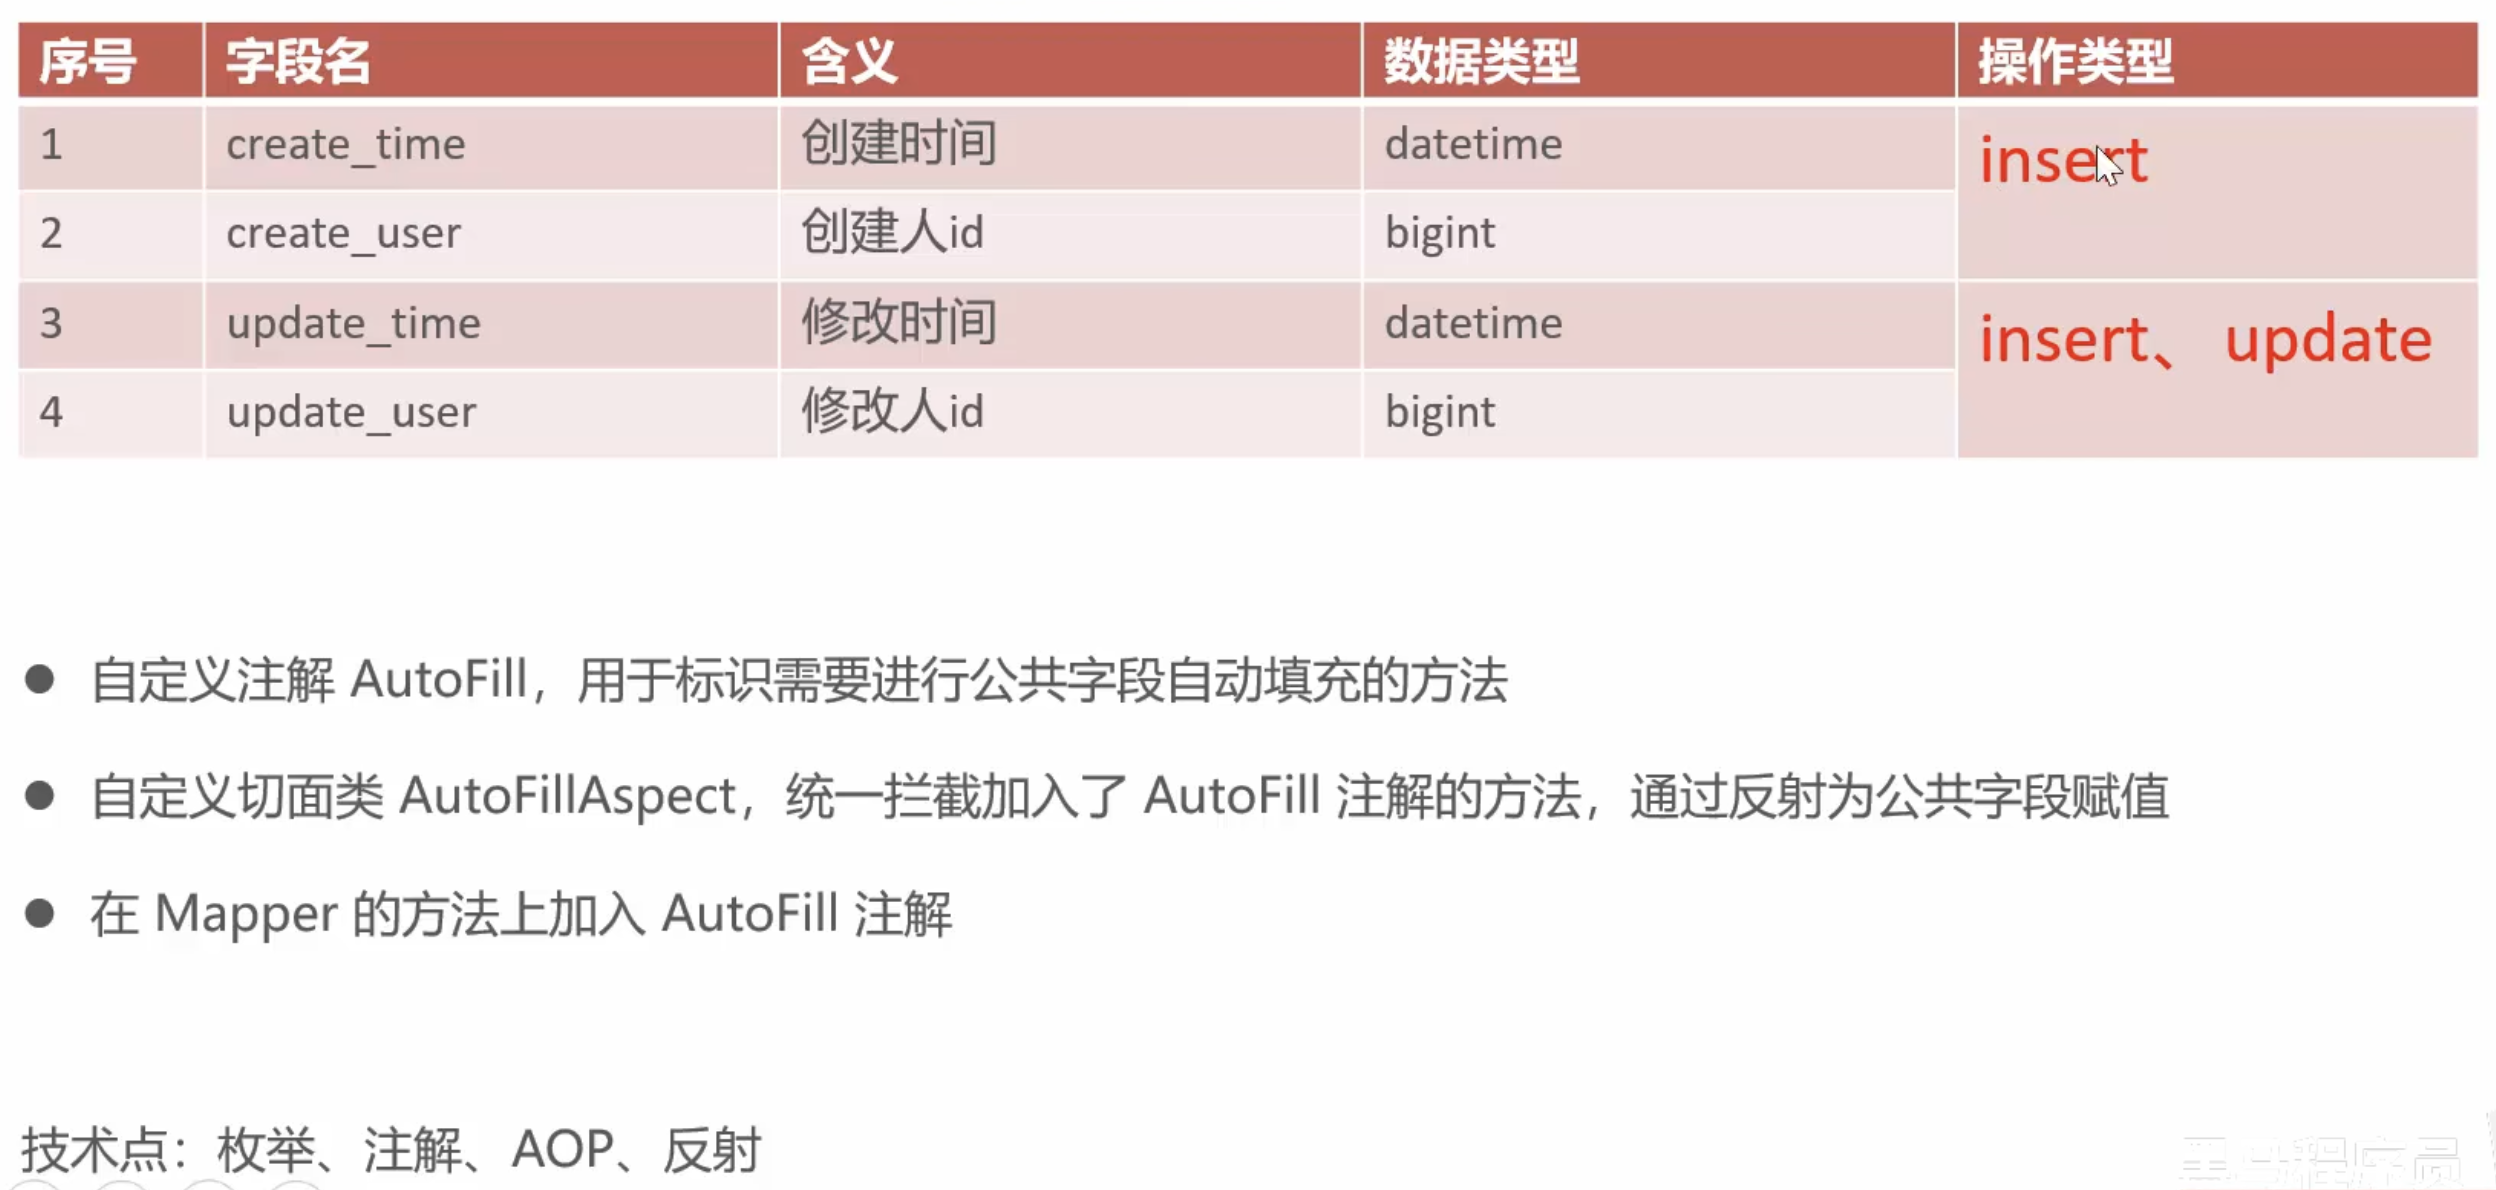 序号 字段名 含义 数据类型 操作类型
1 create_time 创建时间 datetime insert
2 create_user 创建人id bigint
3 update_time 修改时间 datetime insert、update
4 update_user 修改人id bigint
● 自定义注解 AutoFill，用于标识需要进行公共字段自动填充的方法
● 自定义切面类 AutoFillAspect，统一拦截加入了 AutoFill 注解的方法，通过反射为公共字段赋值
● 在 Mapper 的方法上加入 AutoFill 注解
技术点：枚举、注解、AOP、反射
黑马程序员